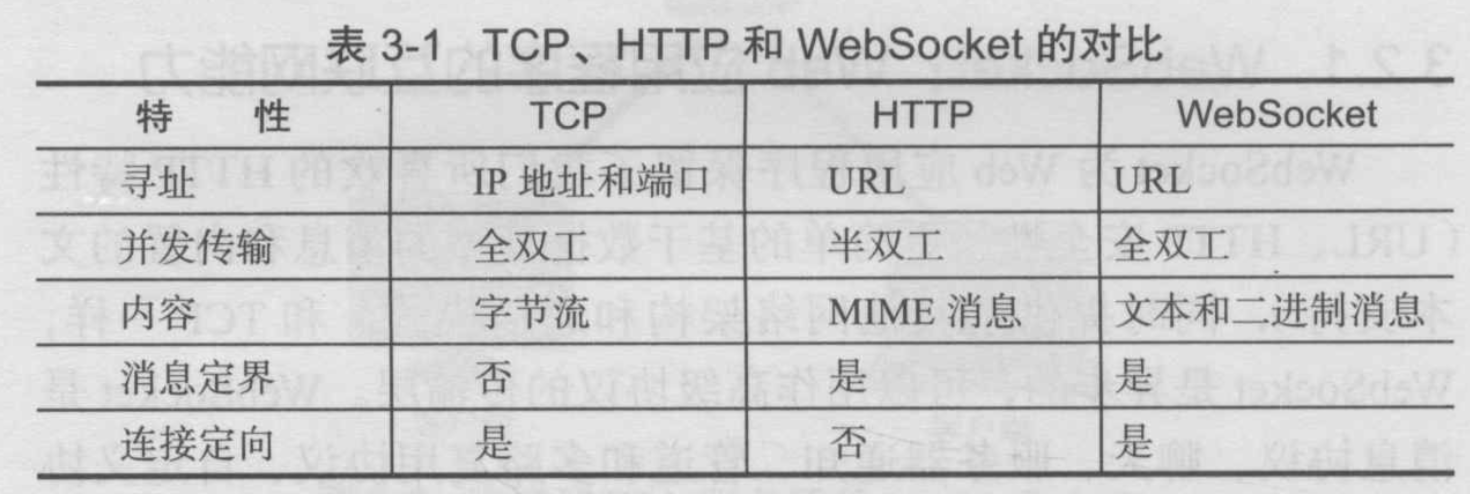 表 3-1 TCP、HTTP 和 WebSocket 的对比
特 性 TCP HTTP WebSocket
寻址 IP 地址和端口 URL URL
并发传输 全双工 半双工 全双工
内容 字节流 MIME 消息 文本和二进制消息
消息定界 否 是 是
连接定向 是 否 是